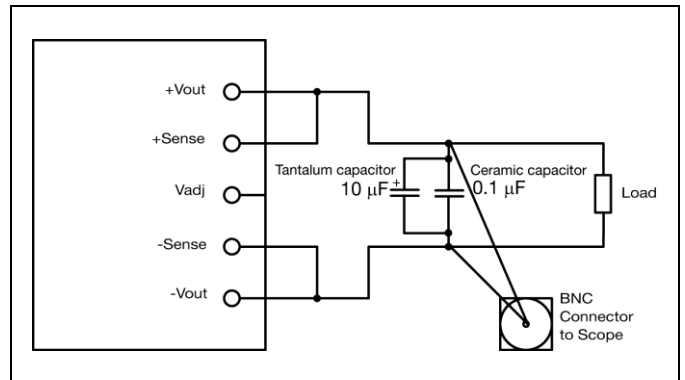 +Vout
+Sense
Vadj
-Sense
-Vout
Tantalum capacitor
10 µF
+
Ceramic capacitor
0.1 µF
Load
BNC
Connector
to Scope